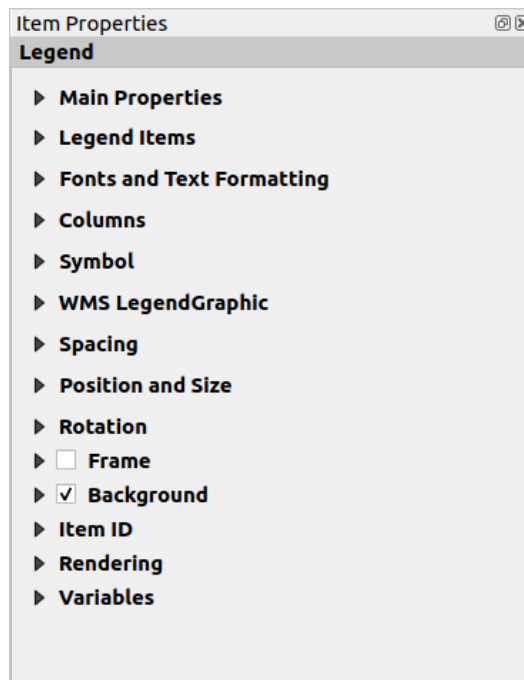 Item Properties
Legend
Main Properties
Legend Items
Fonts and Text Formatting
Columns
Symbol
WMS LegendGraphic
Spacing
Position and Size
Rotation
Frame
Background
Item ID
Rendering
Variables